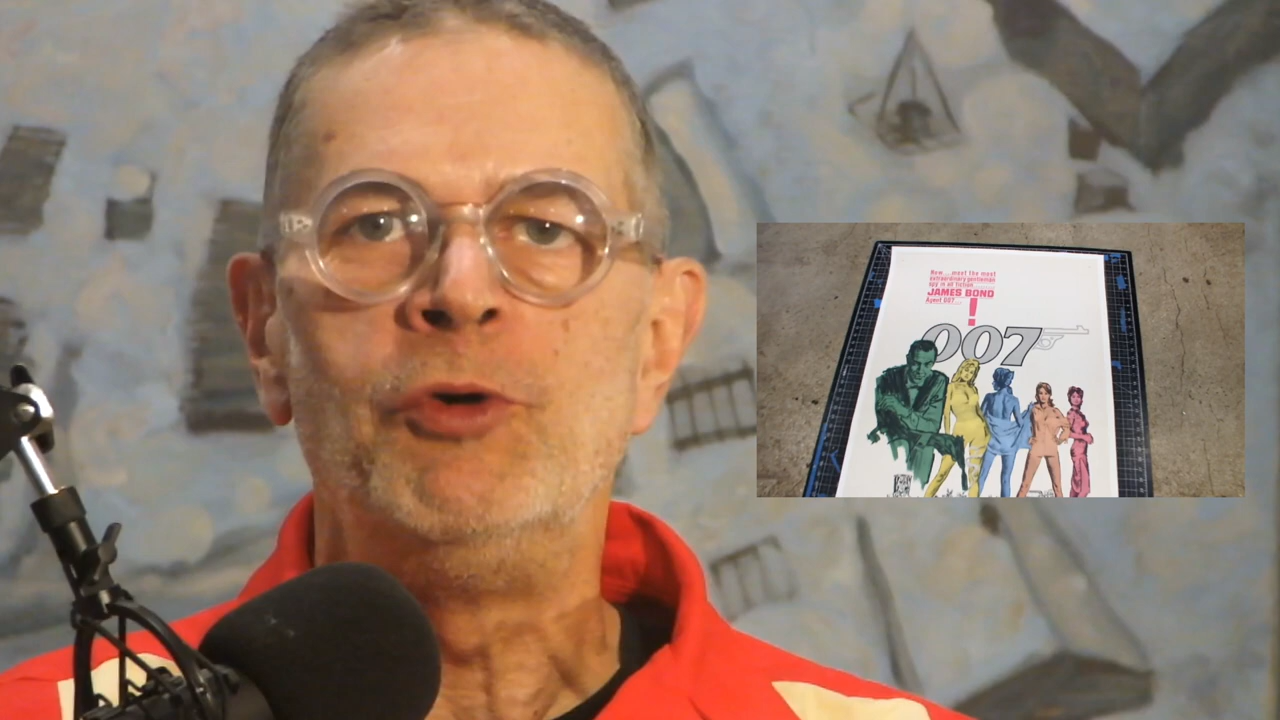 Now... meet the most
extraordinary gentleman
spy in all fiction........
JAMES BOND
Agent 007... !
007